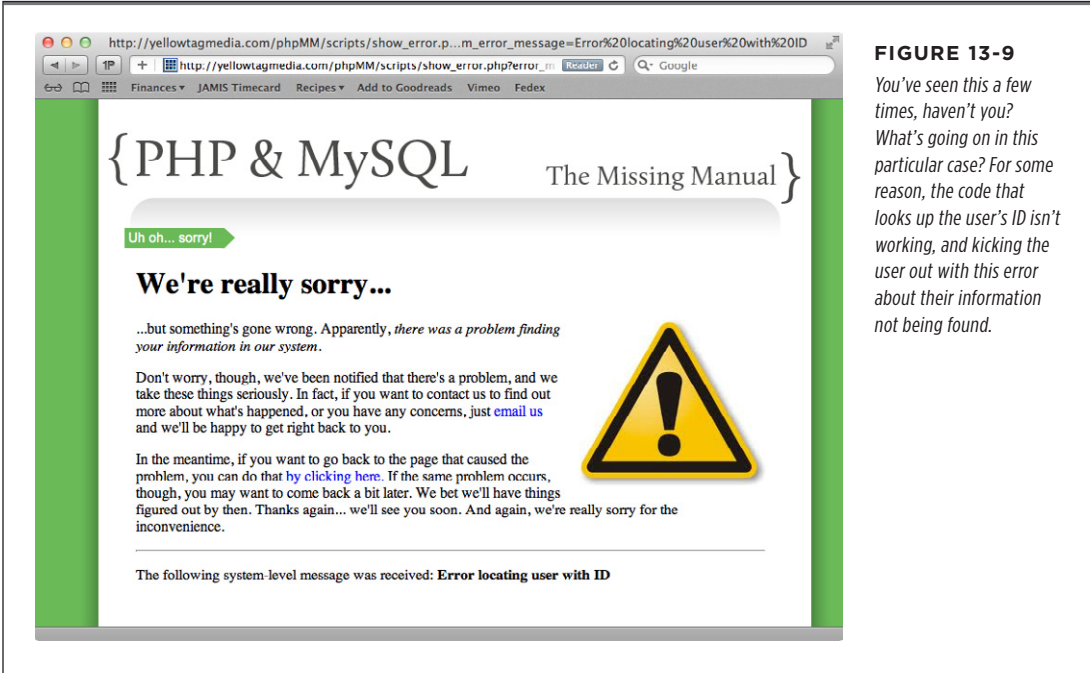 http://yellowtagmedia.com/phpMM/scripts/show_error.p...m_error_message=Error%20locating%20user%20with%20ID
1P
+
http://yellowtagmedia.com/phpMM/scripts/show_error.php?error_m
Reader
Google
Finances
JAMIS Timecard
Recipes
Add to Goodreads
Vimeo
Fedex
{PHP & MySQL
The Missing Manual}
Uh oh... sorry!
We're really sorry...
...but something's gone wrong. Apparently, there was a problem finding
your information in our system.
Don't worry, though, we've been notified that there's a problem, and we
take these things seriously. In fact, if you want to contact us to find out
more about what's happened, or you have any concerns, just email us
and we'll be happy to get right back to you.
In the meantime, if you want to go back to the page that caused the
problem, you can do that by clicking here. If the same problem occurs,
though, you may want to come back a bit later. We bet we'll have things
figured out by then. Thanks again... we'll see you soon. And again, we're really sorry for the
inconvenience.
The following system-level message was received: Error locating user with ID
FIGURE 13-9
You've seen this a few
times, haven't you?
What's going on in this
particular case? For some
reason, the code that
looks up the user's ID isn't
working, and kicking the
user out with this error
about their information
not being found.